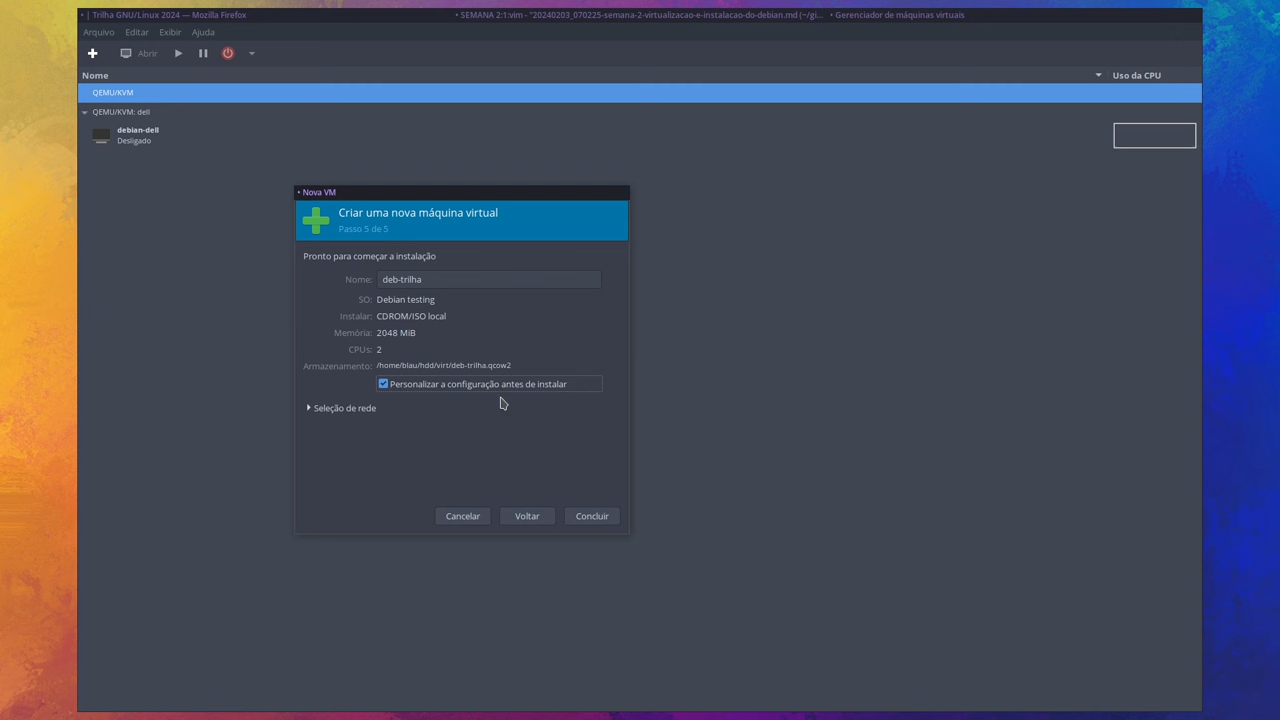 • | Trilha GNU/Linux 2024 — Mozilla Firefox
• SEMANA 2:1:vim - "20240203_070225-semana-2-virtualizacao-e-instalacao-do-debian.md (~/gi...
• Gerenciador de máquinas virtuais
Arquivo Editar Exibir Ajuda
Abrir
Nome
Uso da CPU
QEMU/KVM
QEMU/KVM: dell
debian-dell
Desligado
• Nova VM
Criar uma nova máquina virtual
Passo 5 de 5
Pronto para começar a instalação
Nome: deb-trilha
SO: Debian testing
Instalar: CDROM/ISO local
Memória: 2048 MiB
CPUs: 2
Armazenamento: /home/blau/hdd/virt/deb-trilha.qcow2
Personalizar a configuração antes de instalar
Seleção de rede
Cancelar Voltar Concluir